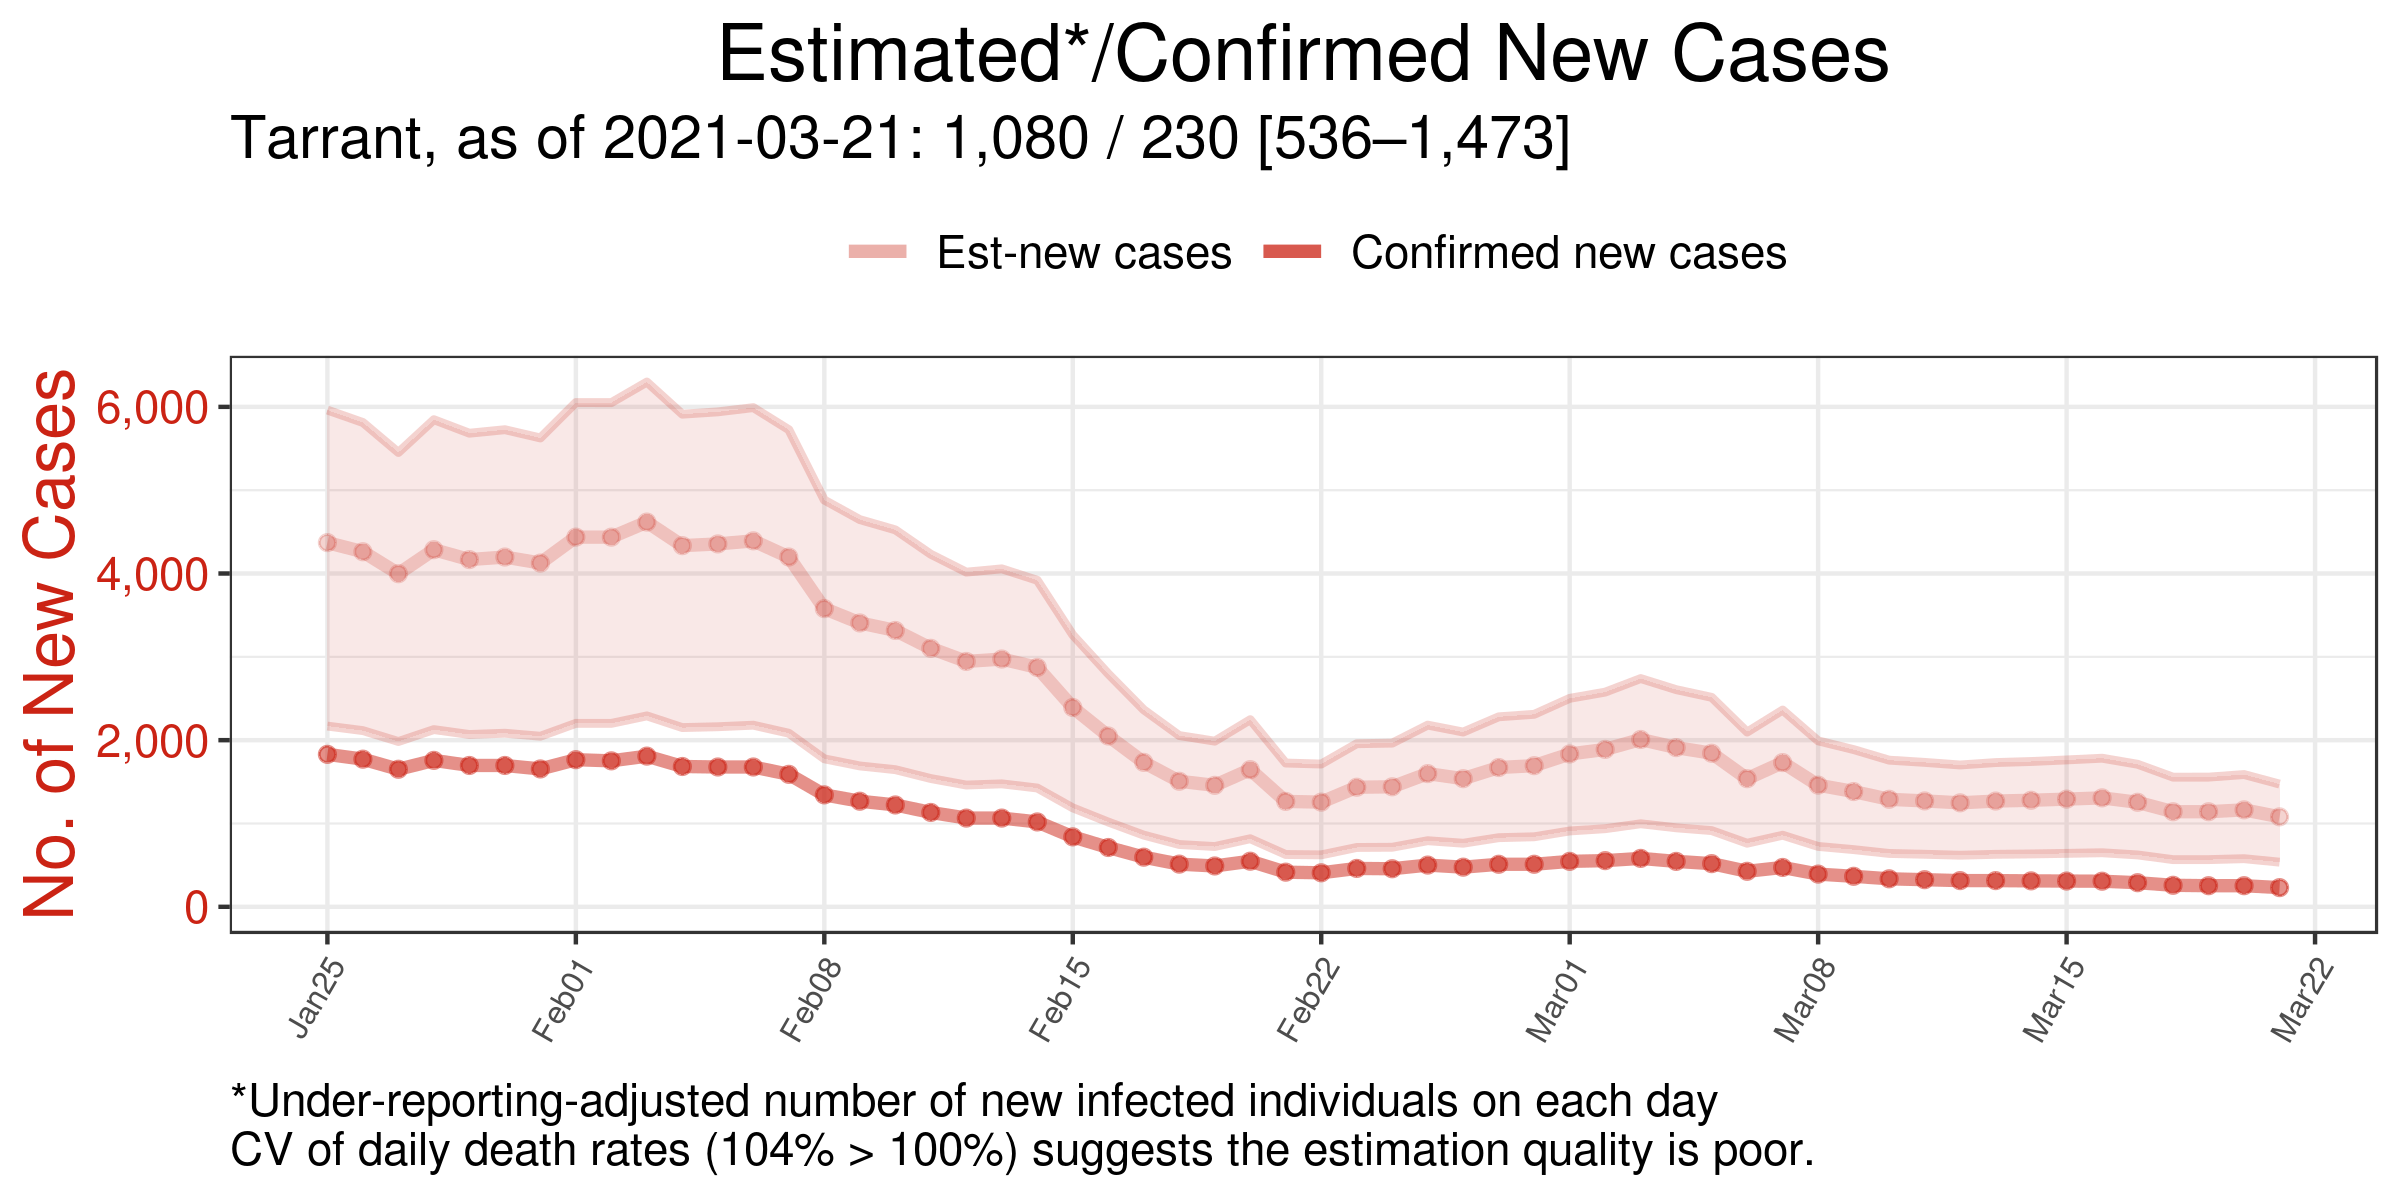 Estimated*/Confirmed New Cases
Tarrant, as of 2021-03-21: 1,080 / 230 [536–1,473]
Est-new cases
Confirmed new cases
No. of New Cases
6,000
4,000
2,000
0
Jan25
Feb01
Feb08
Feb15
Feb22
Mar01
Mar08
Mar15
Mar22
*Under-reporting-adjusted number of new infected individuals on each day
CV of daily death rates (104% > 100%) suggests the estimation quality is poor.